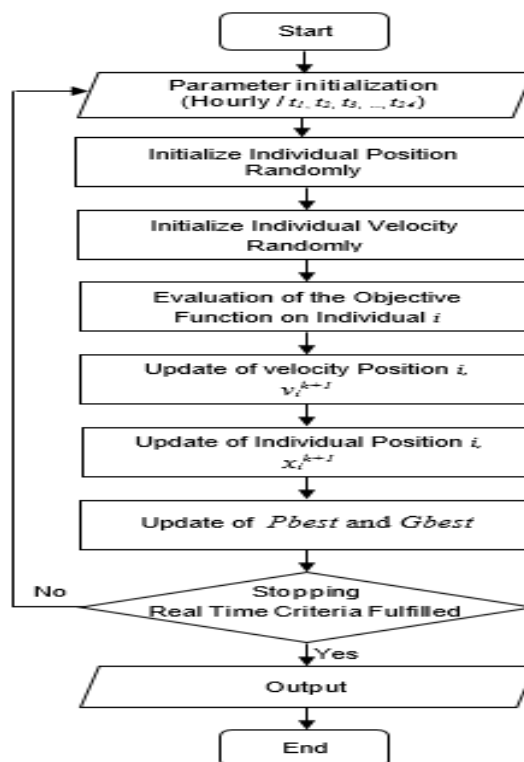 Start
Parameter initialization
(Hourly / t1, t2, t3, ..., t24)
Initialize Individual Position
Randomly
Initialize Individual Velocity
Randomly
Evaluation of the Objective
Function on Individual i
Update of velocity Position i,
vi^k+1
Update of Individual Position i,
xi^k+1
Update of Pbest and Gbest
No
Stopping
Real Time Criteria Fulfilled
Yes
Output
End